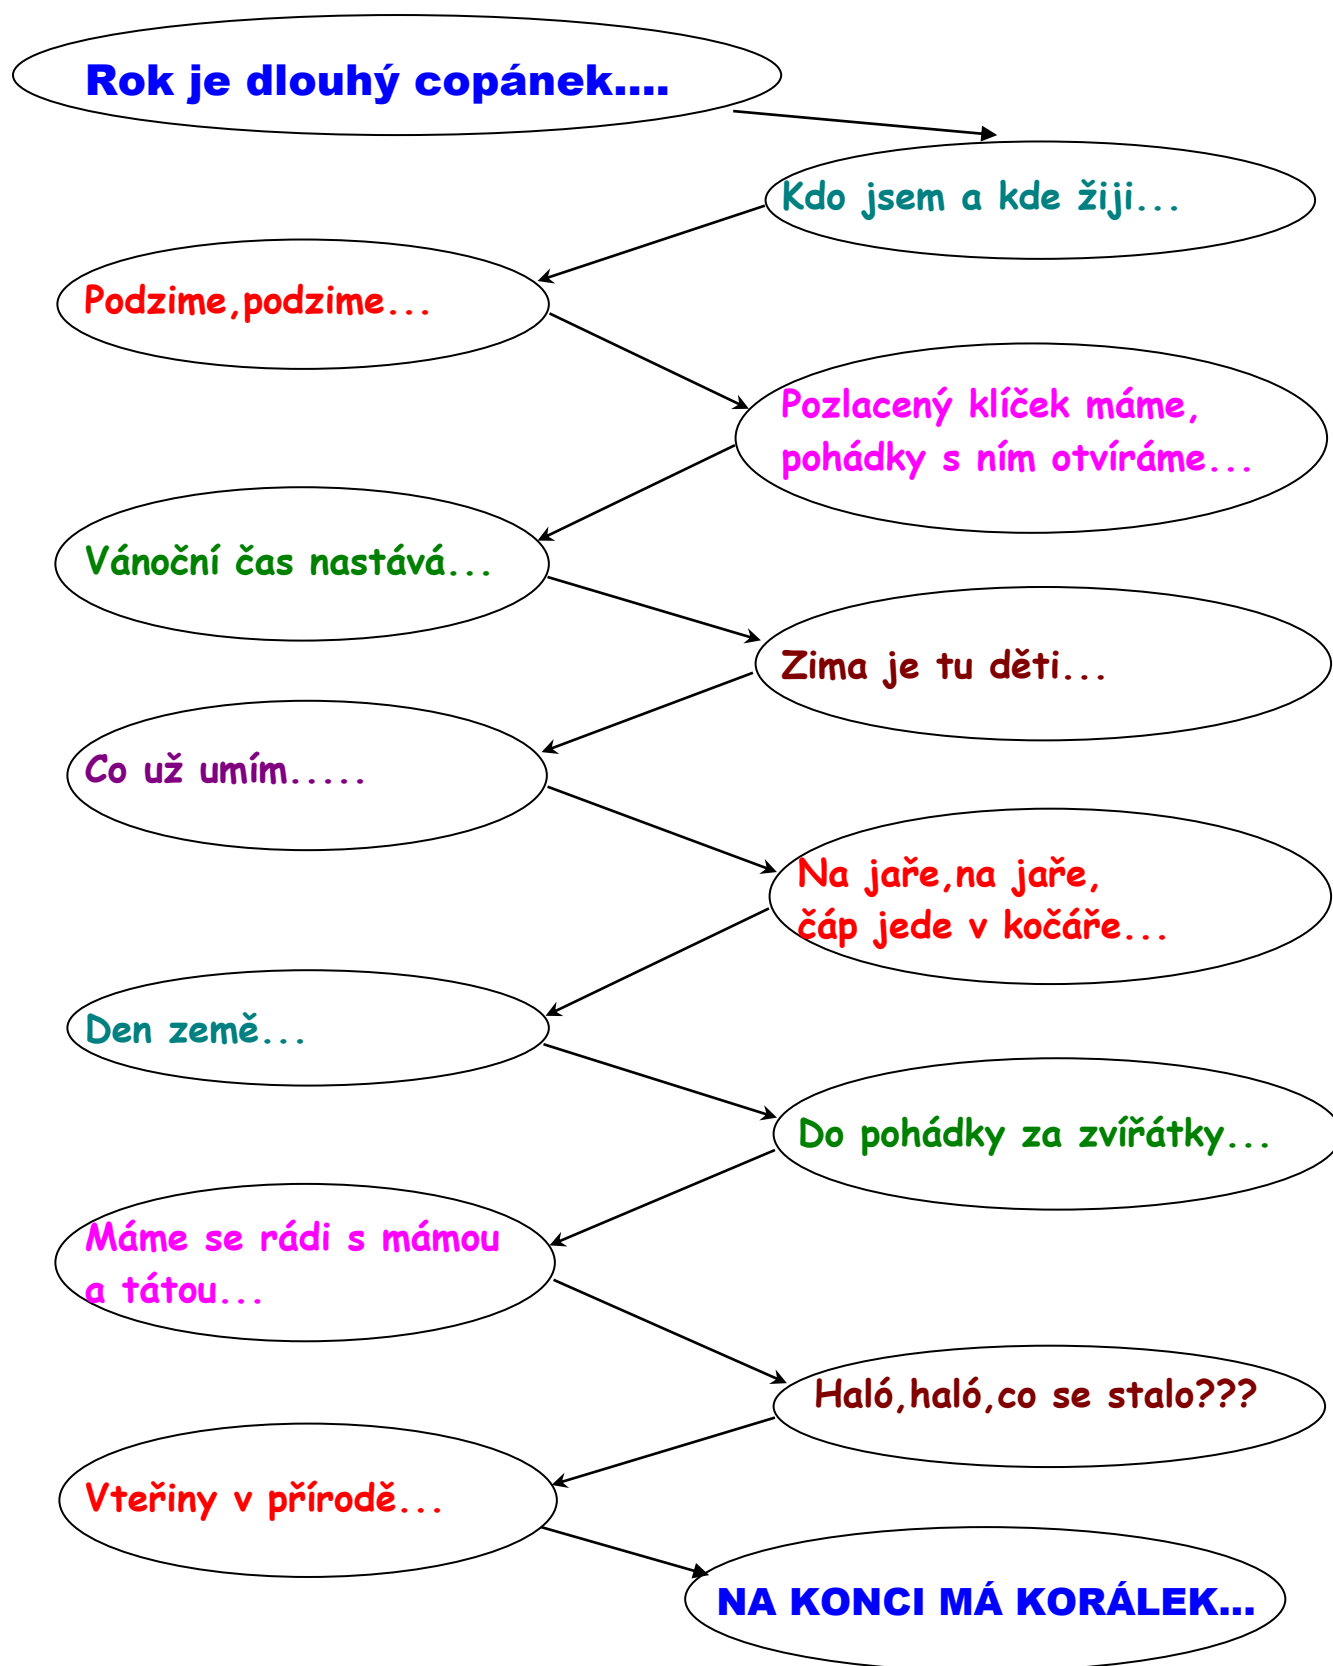 Rok je dlouhý copánek....
Kdo jsem a kde žiji...
Podzime,podzime...
Pozlacený klíček máme,
pohádky s ním otvíráme...
Vánoční čas nastává...
Zima je tu děti...
Co už umím.....
Na jaře,na jaře,
čáp jede v kočáře...
Den země...
Do pohádky za zvířátky...
Máme se rádi s mámou
a tátou...
Haló,haló,co se stalo???
Vteřiny v přírodě...
NA KONCI MÁ KORÁLEK...